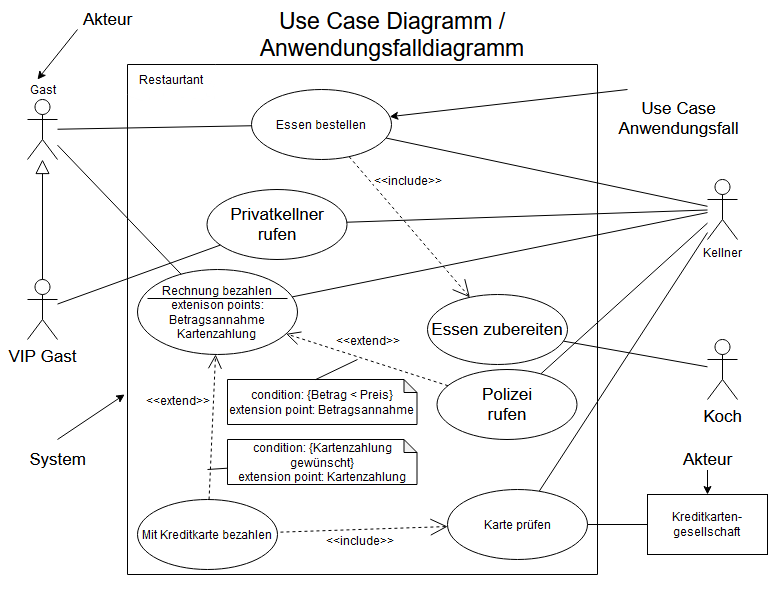 Use Case Diagramm /
Anwendungsfalldiagramm
Akteur
Restaurtant
Gast
Essen bestellen
Use Case
Anwendungsfall
<<include>>
Privatkellner
rufen
Kellner
Rechnung bezahlen
extenison points:
Betragsannahme
Kartenzahlung
Essen zubereiten
<<extend>>
VIP Gast
condition: {Betrag < Preis}
extension point: Betragsannahme
Polizei
rufen
Koch
<<extend>>
condition: {Kartenzahlung
gewünscht}
extension point: Kartenzahlung
System
Akteur
Mit Kreditkarte bezahlen
<<include>>
Karte prüfen
Kreditkarten-
gesellschaft